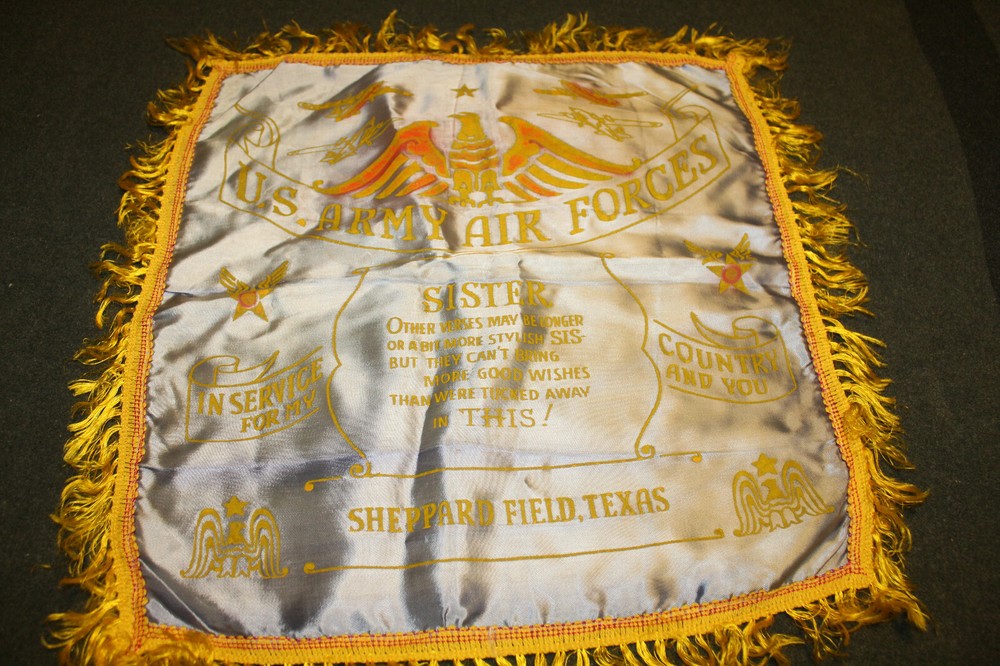 U.S. ARMY AIR FORCES
SISTER
OTHER VERSES MAY BE LONGER
OR A BIT MORE STYLISH SIS-
BUT THEY CAN'T BRING
MORE GOOD WISHES
THAN WERE TUCKED AWAY
IN THIS!
IN SERVICE
FOR MY
COUNTRY
AND YOU
SHEPPARD FIELD, TEXAS